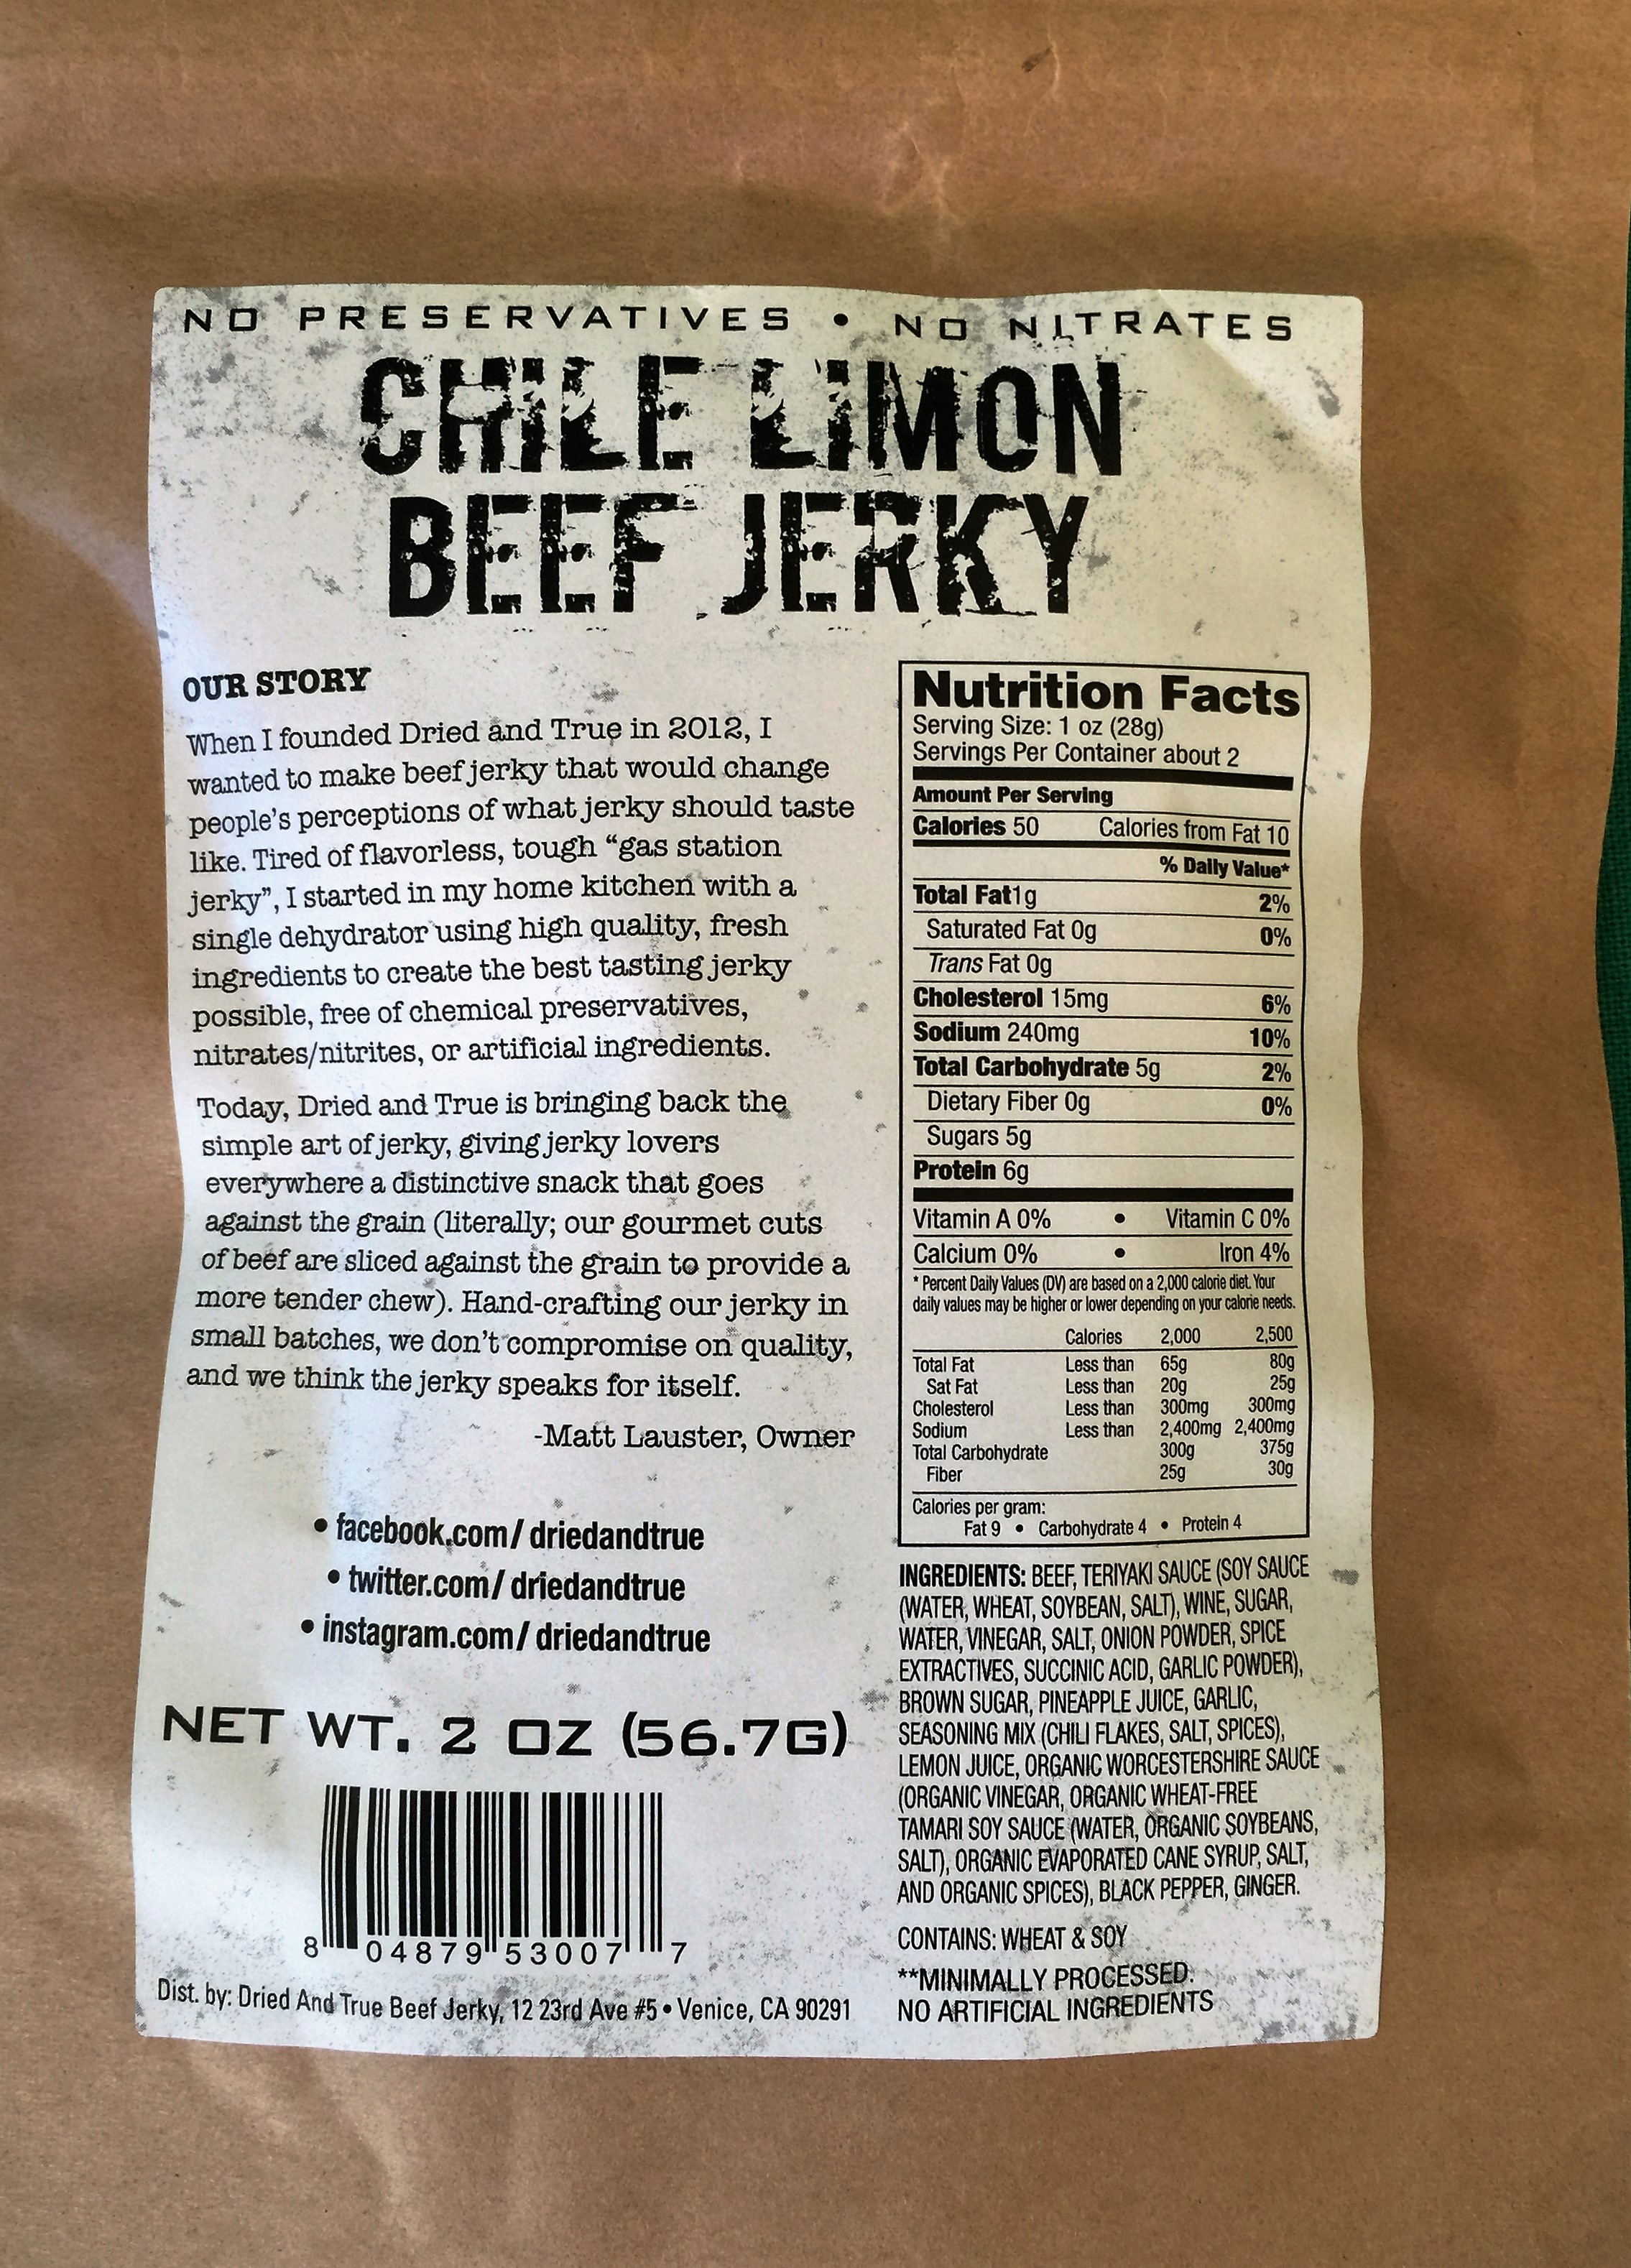 NO PRESERVATIVES • NO NITRATES
CHILE LIMON
BEEF JERKY
OUR STORY
When I founded Dried and True in 2012, I
wanted to make beef jerky that would change
people's perceptions of what jerky should taste
like. Tired of flavorless, tough “gas station
jerky”, I started in my home kitchen with a
single dehydrator using high quality, fresh
ingredients to create the best tasting jerky
possible, free of chemical preservatives,
nitrates/nitrites, or artificial ingredients.
Today, Dried and True is bringing back the
simple art of jerky, giving jerky lovers
everywhere a distinctive snack that goes
against the grain (literally; our gourmet cuts
of beef are sliced against the grain to provide a
more tender chew). Hand-crafting our jerky in
small batches, we don't compromise on quality,
and we think the jerky speaks for itself.
-Matt Lauster, Owner
• facebook.com/ driedandtrue
• twitter.com/ driedandtrue
• instagram.com/ driedandtrue
NET WT. 2 OZ (56.7G)
8 04879 53007 7
Dist. by: Dried And True Beef Jerky, 12 23rd Ave #5 • Venice, CA 90291
Nutrition Facts
Serving Size: 1 oz (28g)
Servings Per Container about 2
Amount Per Serving
Calories 50 Calories from Fat 10
% Daily Value*
Total Fat1g 2%
Saturated Fat 0g 0%
Trans Fat 0g
Cholesterol 15mg 6%
Sodium 240mg 10%
Total Carbohydrate 5g 2%
Dietary Fiber 0g 0%
Sugars 5g
Protein 6g
Vitamin A 0% • Vitamin C 0%
Calcium 0% • Iron 4%
* Percent Daily Values (DV) are based on a 2,000 calorie diet. Your
daily values may be higher or lower depending on your calorie needs.
Calories 2,000 2,500
Total Fat Less than 65g 80g
Sat Fat Less than 20g 25g
Cholesterol Less than 300mg 300mg
Sodium Less than 2,400mg 2,400mg
Total Carbohydrate 300g 375g
Fiber 25g 30g
Calories per gram:
Fat 9 • Carbohydrate 4 • Protein 4
INGREDIENTS: BEEF, TERIYAKI SAUCE (SOY SAUCE
(WATER, WHEAT, SOYBEAN, SALT), WINE, SUGAR,
WATER, VINEGAR, SALT, ONION POWDER, SPICE
EXTRACTIVES, SUCCINIC ACID, GARLIC POWDER),
BROWN SUGAR, PINEAPPLE JUICE, GARLIC,
SEASONING MIX (CHILI FLAKES, SALT, SPICES),
LEMON JUICE, ORGANIC WORCESTERSHIRE SAUCE
(ORGANIC VINEGAR, ORGANIC WHEAT-FREE
TAMARI SOY SAUCE (WATER, ORGANIC SOYBEANS,
SALT), ORGANIC EVAPORATED CANE SYRUP, SALT,
AND ORGANIC SPICES), BLACK PEPPER, GINGER.
CONTAINS: WHEAT & SOY
**MINIMALLY PROCESSED.
NO ARTIFICIAL INGREDIENTS